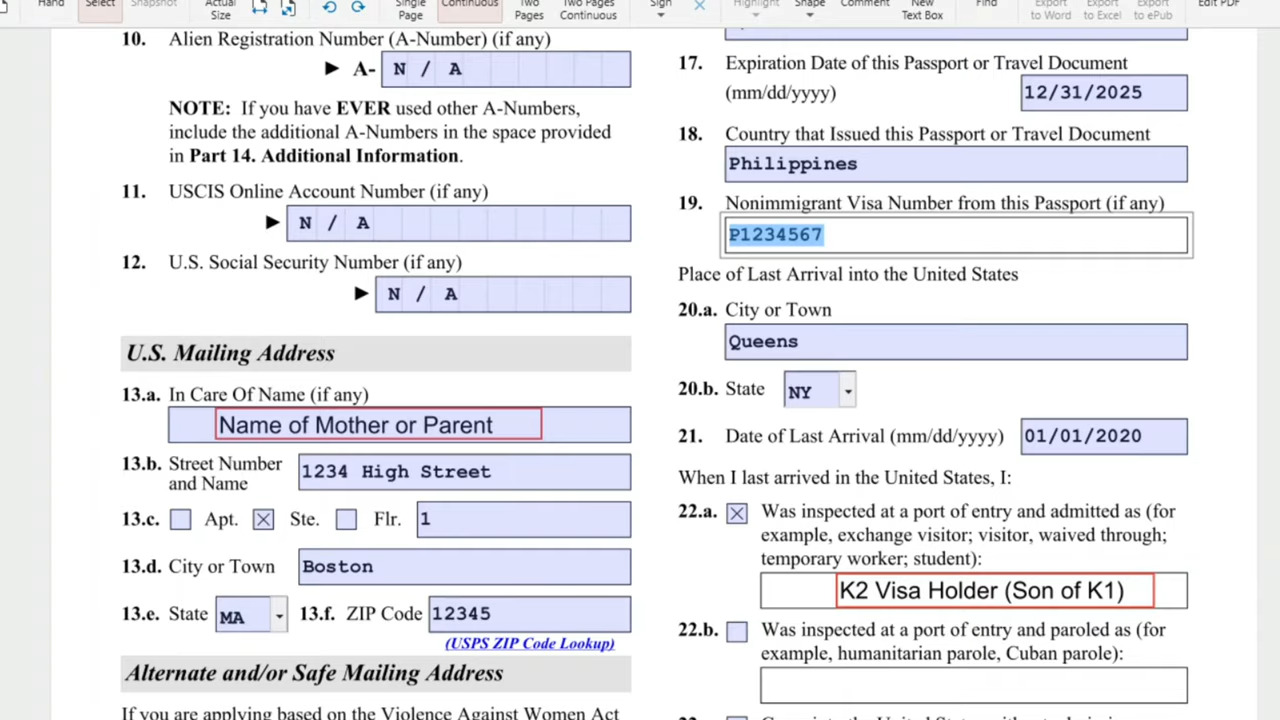 Hand
Select
Snapshot
Actual
Size
Single
Page
Continuous
Two
Pages
Two Pages
Continuous
Sign
Highlight
Shape
Comment
New
Text Box
Find
Export
to Word
Export
to Excel
Export
to ePub
Edit PDF
10. Alien Registration Number (A-Number) (if any)
► A- N / A
NOTE: If you have EVER used other A-Numbers,
include the additional A-Numbers in the space provided
in Part 14. Additional Information.
11. USCIS Online Account Number (if any)
► N / A
12. U.S. Social Security Number (if any)
► N / A
U.S. Mailing Address
13.a. In Care Of Name (if any)
Name of Mother or Parent
13.b. Street Number
and Name
1234 High Street
13.c. Apt. Ste. Flr. 1
13.d. City or Town Boston
13.e. State MA 13.f. ZIP Code 12345
(USPS ZIP Code Lookup)
Alternate and/or Safe Mailing Address
If you are applying based on the Violence Against Women Act
17. Expiration Date of this Passport or Travel Document
(mm/dd/yyyy) 12/31/2025
18. Country that Issued this Passport or Travel Document
Philippines
19. Nonimmigrant Visa Number from this Passport (if any)
P1234567
Place of Last Arrival into the United States
20.a. City or Town
Queens
20.b. State NY
21. Date of Last Arrival (mm/dd/yyyy) 01/01/2020
When I last arrived in the United States, I:
22.a. Was inspected at a port of entry and admitted as (for
example, exchange visitor; visitor, waived through;
temporary worker; student):
K2 Visa Holder (Son of K1)
22.b. Was inspected at a port of entry and paroled as (for
example, humanitarian parole, Cuban parole):